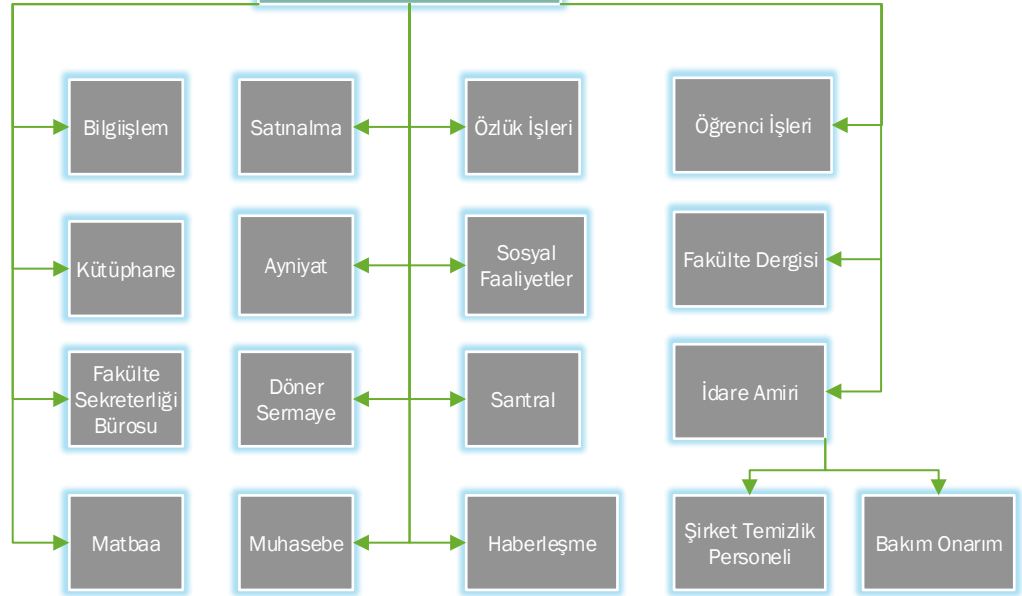 Bilgiişlem
Satınalma
Özlük İşleri
Öğrenci İşleri
Kütüphane
Ayniyat
Sosyal
Faaliyetler
Fakülte Dergisi
Fakülte
Sekreterliği
Bürosu
Döner
Sermaye
Santral
İdare Amiri
Matbaa
Muhasebe
Haberleşme
Şirket Temizlik
Personeli
Bakım Onarım